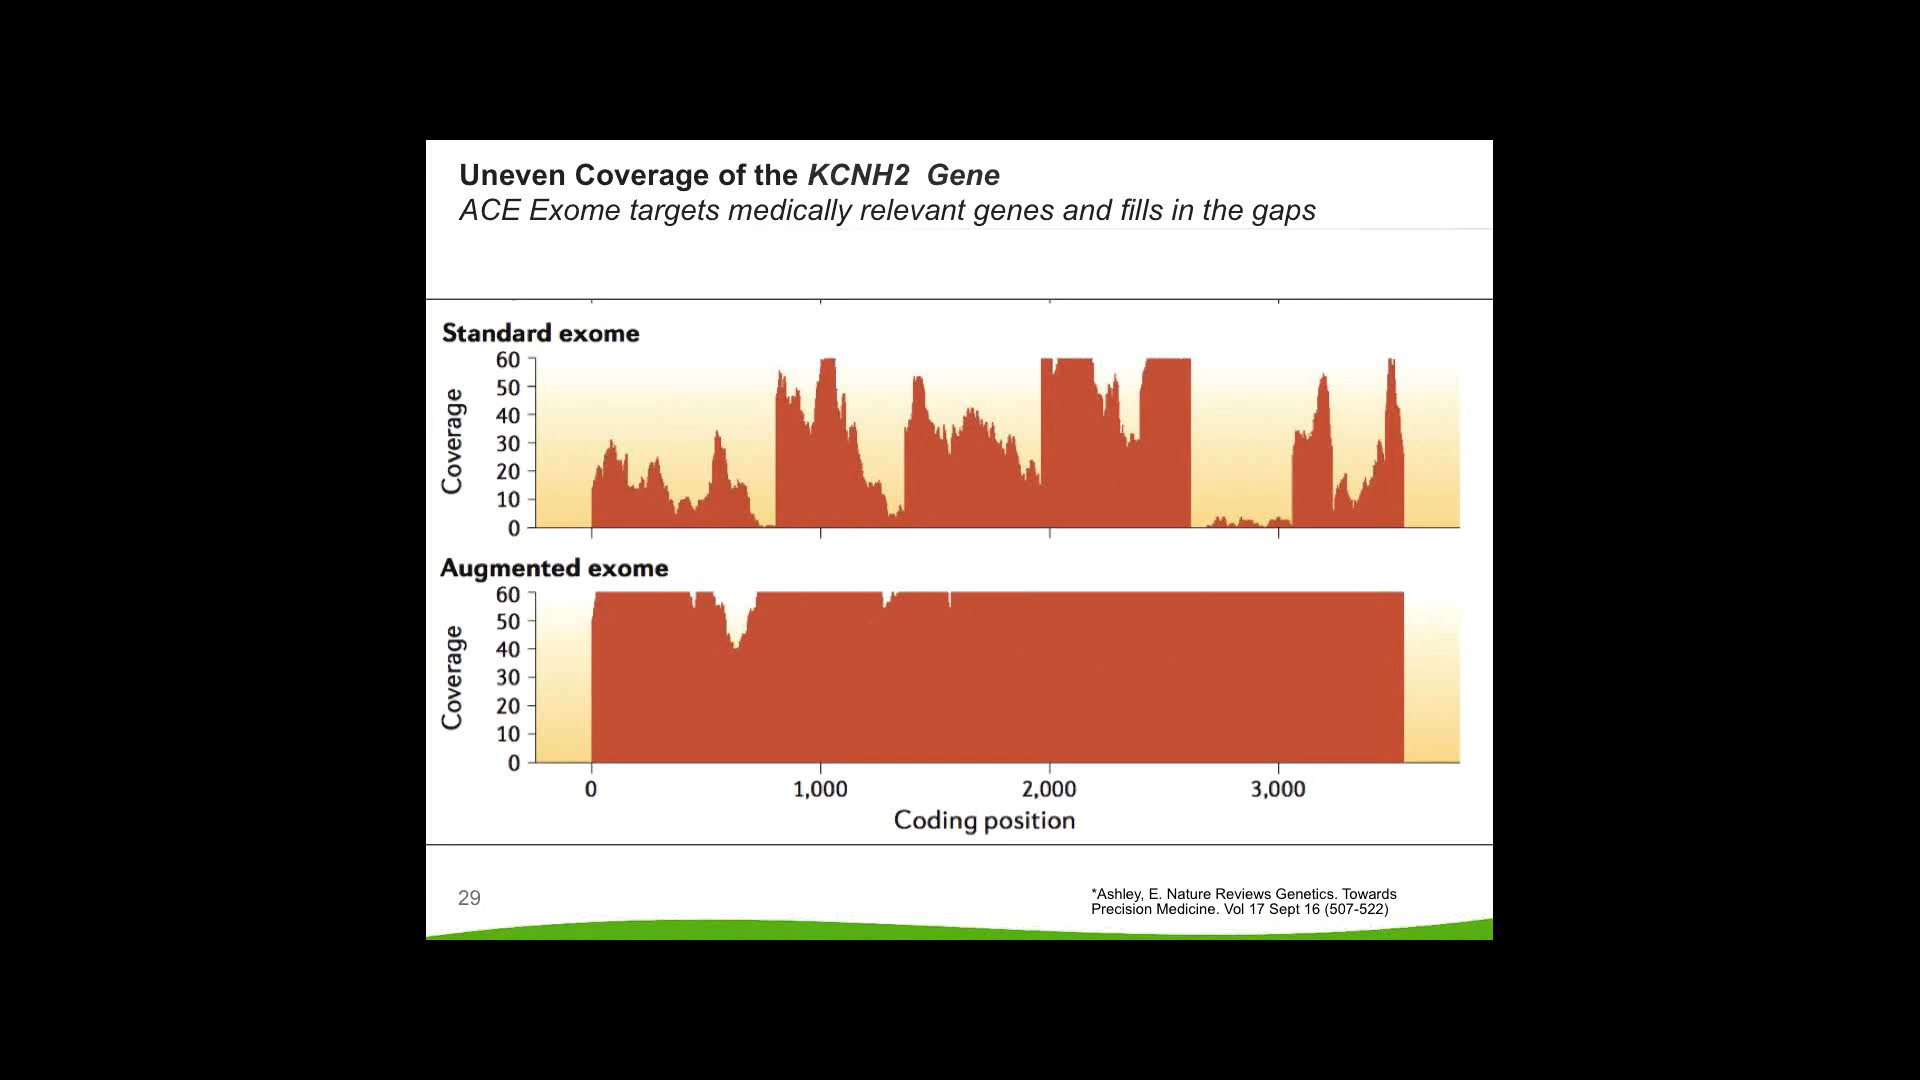 Uneven Coverage of the KCNH2 Gene
ACE Exome targets medically relevant genes and fills in the gaps
Standard exome
60
50
40
30
20
10
0
Coverage
Augmented exome
60
50
40
30
20
10
0
Coverage
0 1,000 2,000 3,000
Coding position
29
*Ashley, E. Nature Reviews Genetics. Towards
Precision Medicine. Vol 17 Sept 16 (507-522)